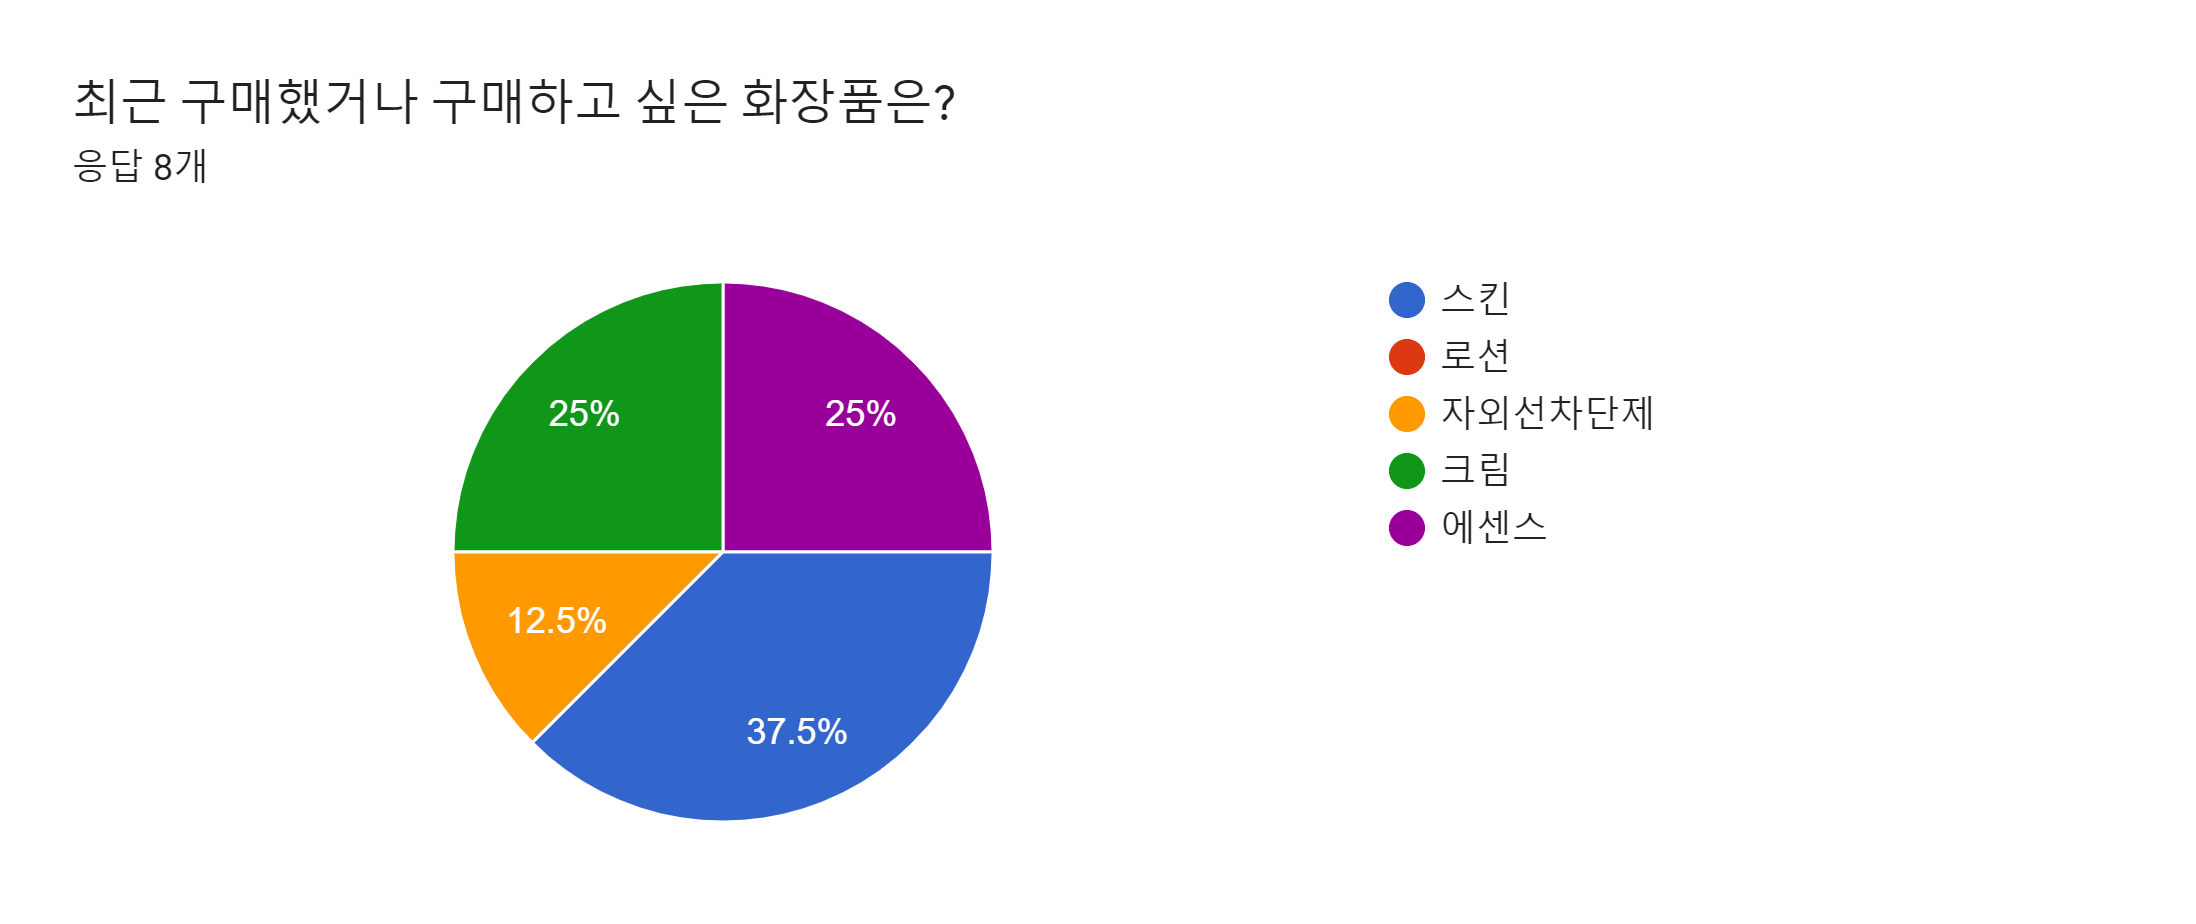 최근 구매했거나 구매하고 싶은 화장품은?
응답 8개
스킨
로션
자외선차단제
크림
에센스
25%
25%
12.5%
37.5%